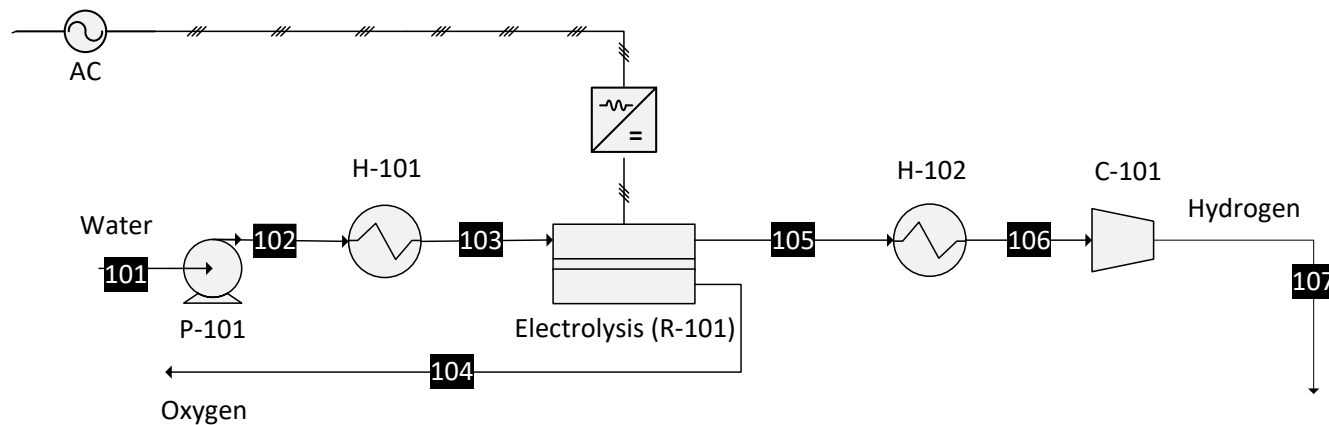 AC
=
H-101
H-102
C-101
Water
Hydrogen
102
103
105
106
101
107
P-101
Electrolysis (R-101)
104
Oxygen